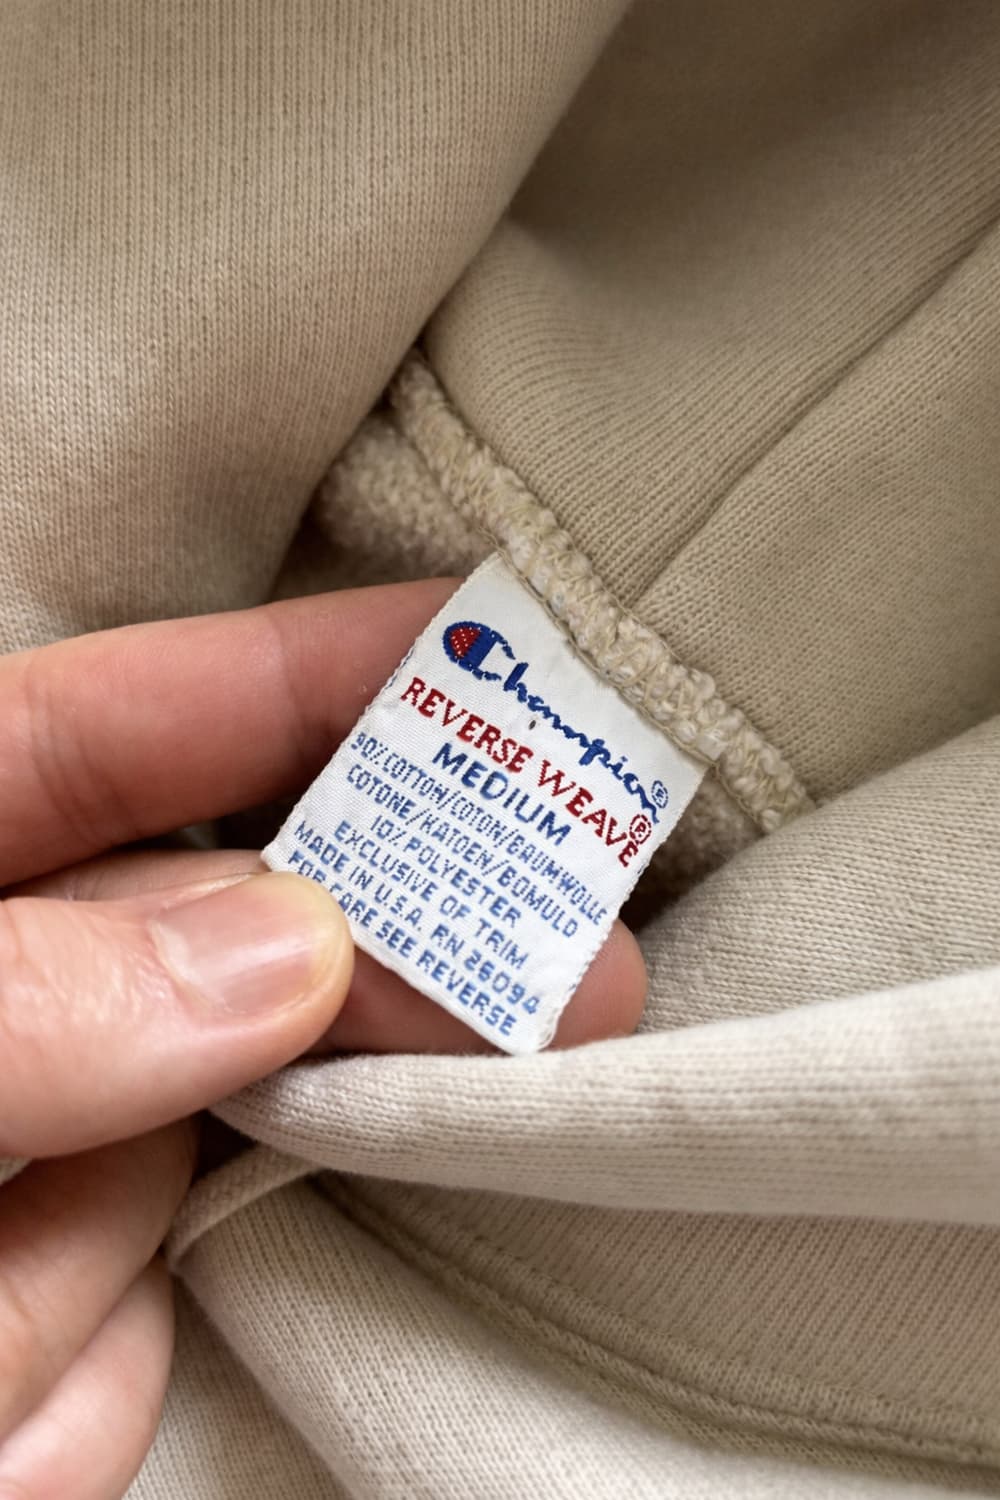 Champion®
REVERSE WEAVE®
MEDIUM
90% COTTON/COTON/BAUMWOLLE
COTONE/KATOEN/BOMULD
10% POLYESTER
EXCLUSIVE OF TRIM
MADE IN U.S.A. RN 26094
FOR CARE SEE REVERSE